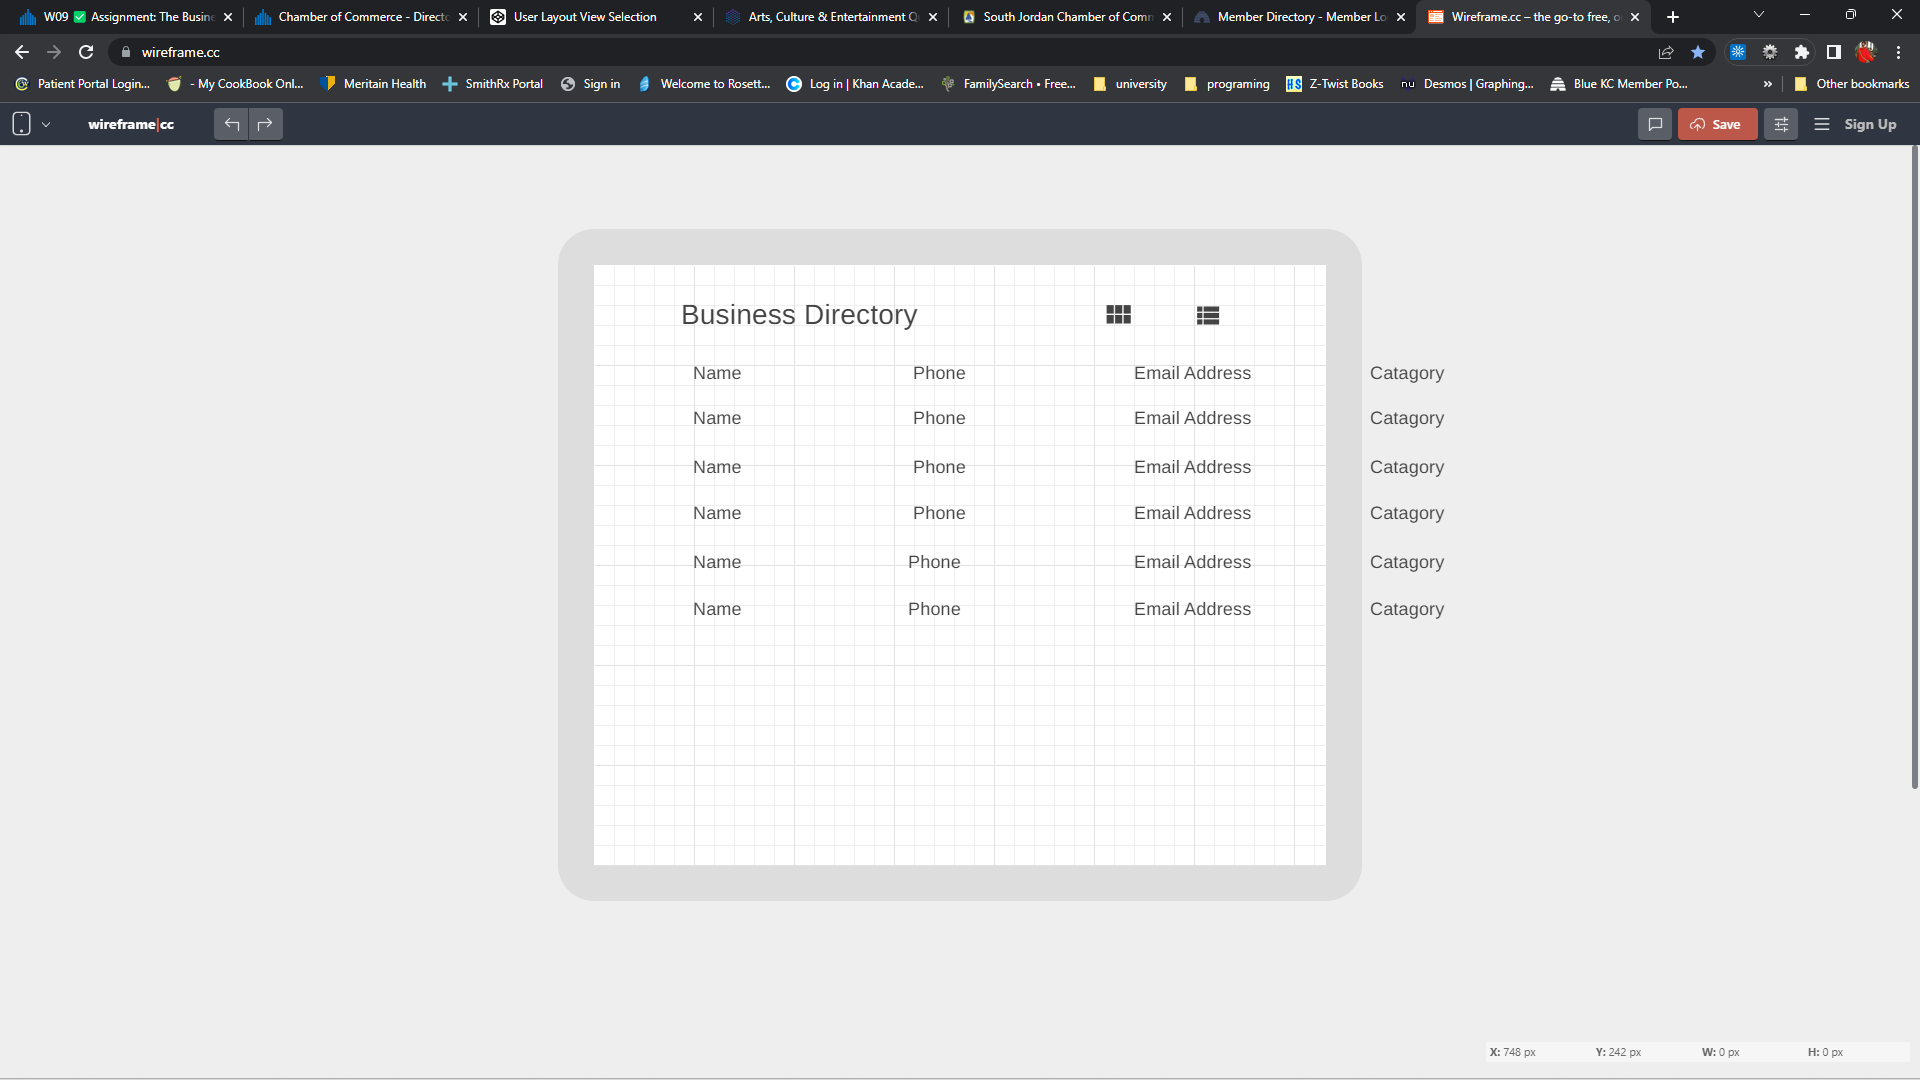 W09 ✅ Assignment: The Busine
Chamber of Commerce - Directo
User Layout View Selection
Arts, Culture & Entertainment Q
South Jordan Chamber of Comm
Member Directory - Member Lo
Wireframe.cc – the go-to free, o
wireframe.cc
Patient Portal Login...
- My CookBook Onl...
Meritain Health
SmithRx Portal
Sign in
Welcome to Rosett...
Log in | Khan Acade...
FamilySearch • Free...
university
programing
HS Z-Twist Books
nu Desmos | Graphing...
Blue KC Member Po...
»
Other bookmarks
wireframe|cc
Save
Sign Up
Business Directory
Name Phone Email Address Catagory
Name Phone Email Address Catagory
Name Phone Email Address Catagory
Name Phone Email Address Catagory
Name Phone Email Address Catagory
Name Phone Email Address Catagory
X: 748 px Y: 242 px W: 0 px H: 0 px